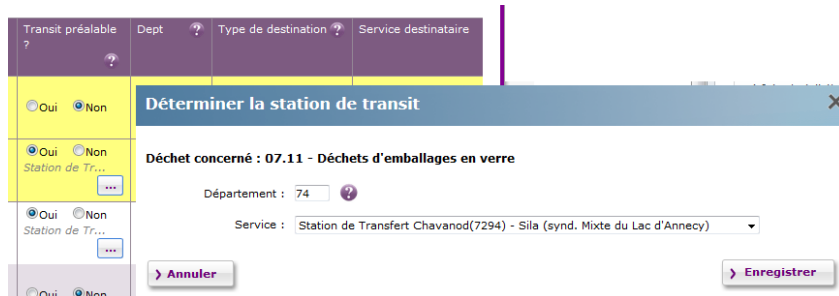 Transit préalable ? Dept Type de destination Service destinataire
Oui Non
Oui Non
Station de Tr...
...
Oui Non
Station de Tr...
...
Oui Non
Déterminer la station de transit
Déchet concerné : 07.11 - Déchets d'emballages en verre
Département : 74 ?
Service : Station de Transfert Chavanod(7294) - Sila (synd. Mixte du Lac d'Annecy)
Annuler
Enregistrer